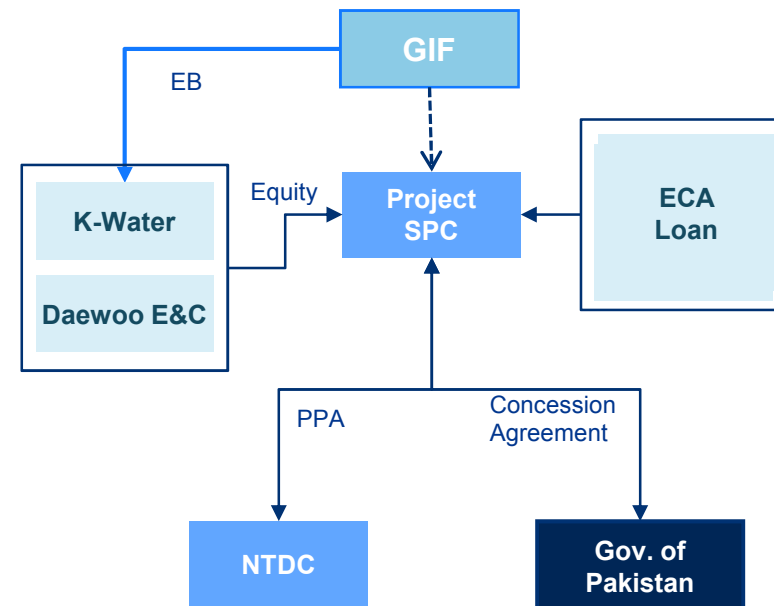 GIF
EB
Equity
K-Water
Daewoo E&C
Project
SPC
ECA
Loan
PPA
Concession
Agreement
NTDC
Gov. of
Pakistan